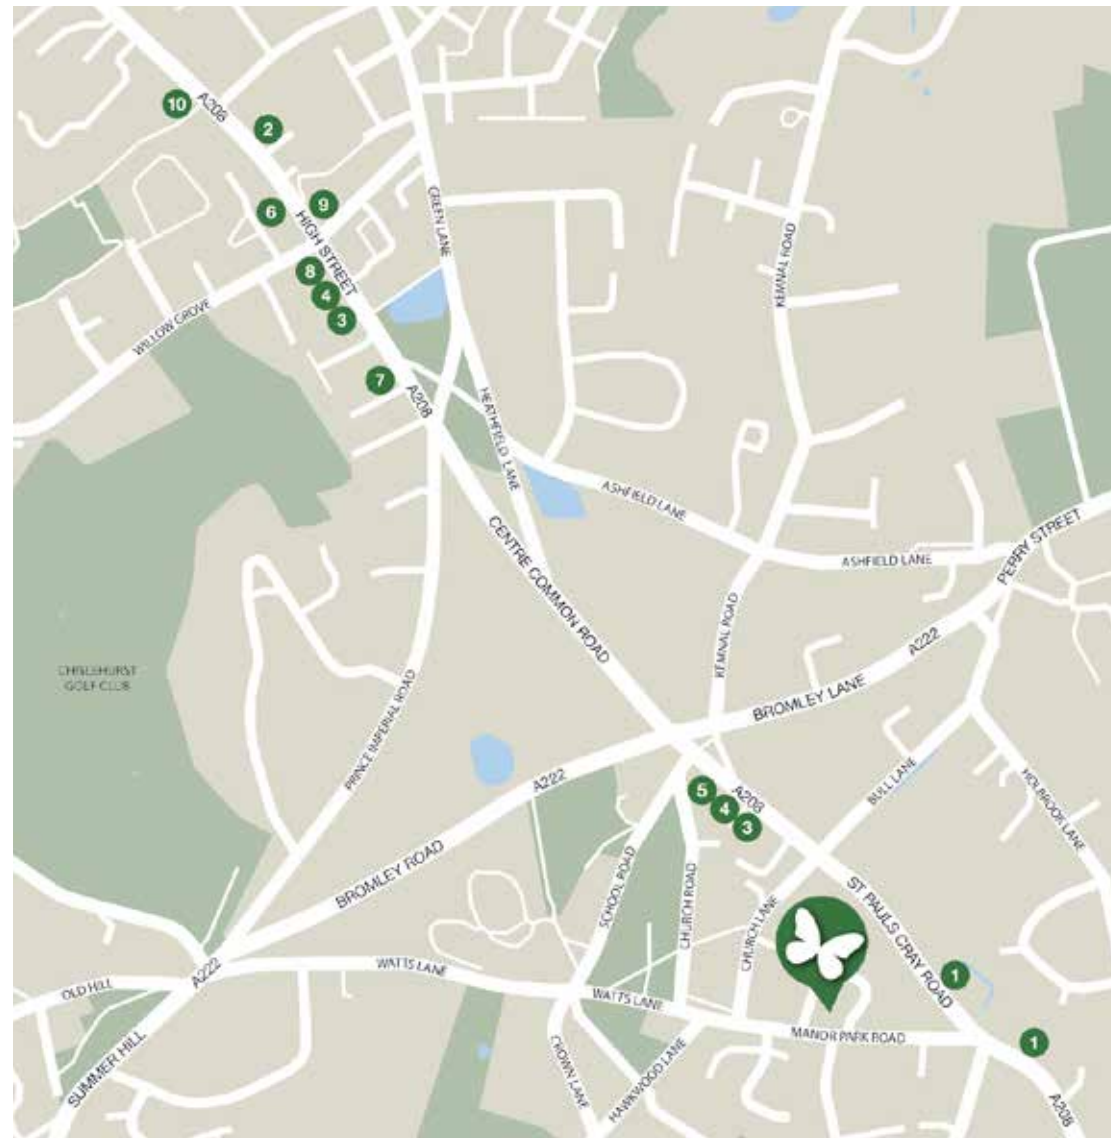 10
A208
2
6
9
HIGH STREET
GREEN LANE
KEMNAL ROAD
8
4
3
WILLOW GROVE
7
A208
HEATHFIELD LANE
ASHFIELD LANE
PERRY STREET
CENTRE COMMON ROAD
ASHFIELD LANE
KEMNAL ROAD
A222
CHISLEHURST
GOLF CLUB
PRINCE IMPERIAL ROAD
BROMLEY LANE
A222
BULL LANE
HOLBROOK LANE
5
4
3
A208
BROMLEY ROAD
SCHOOL ROAD
CHURCH ROAD
CHURCH LANE
ST PAULS CRAY ROAD
A222
WATTS LANE
OLD HILL
WATTS LANE
1
MANOR PARK ROAD
1
SUMMER HILL
CROWN LANE
HAWKWOOD LANE
A208